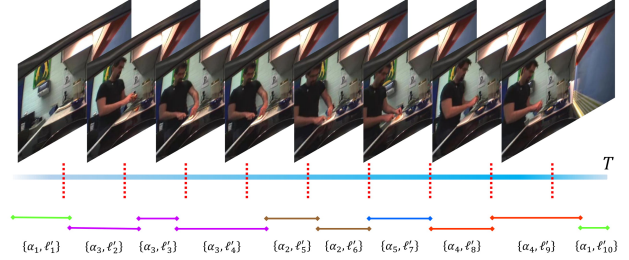 T
{α₁, ℓ′₁} {α₃, ℓ′₂} {α₃, ℓ′₃} {α₃, ℓ′₄} {α₂, ℓ′₅} {α₂, ℓ′₆} {α₅, ℓ′₇} {α₄, ℓ′₈} {α₄, ℓ′₉} {α₁, ℓ′₁₀}